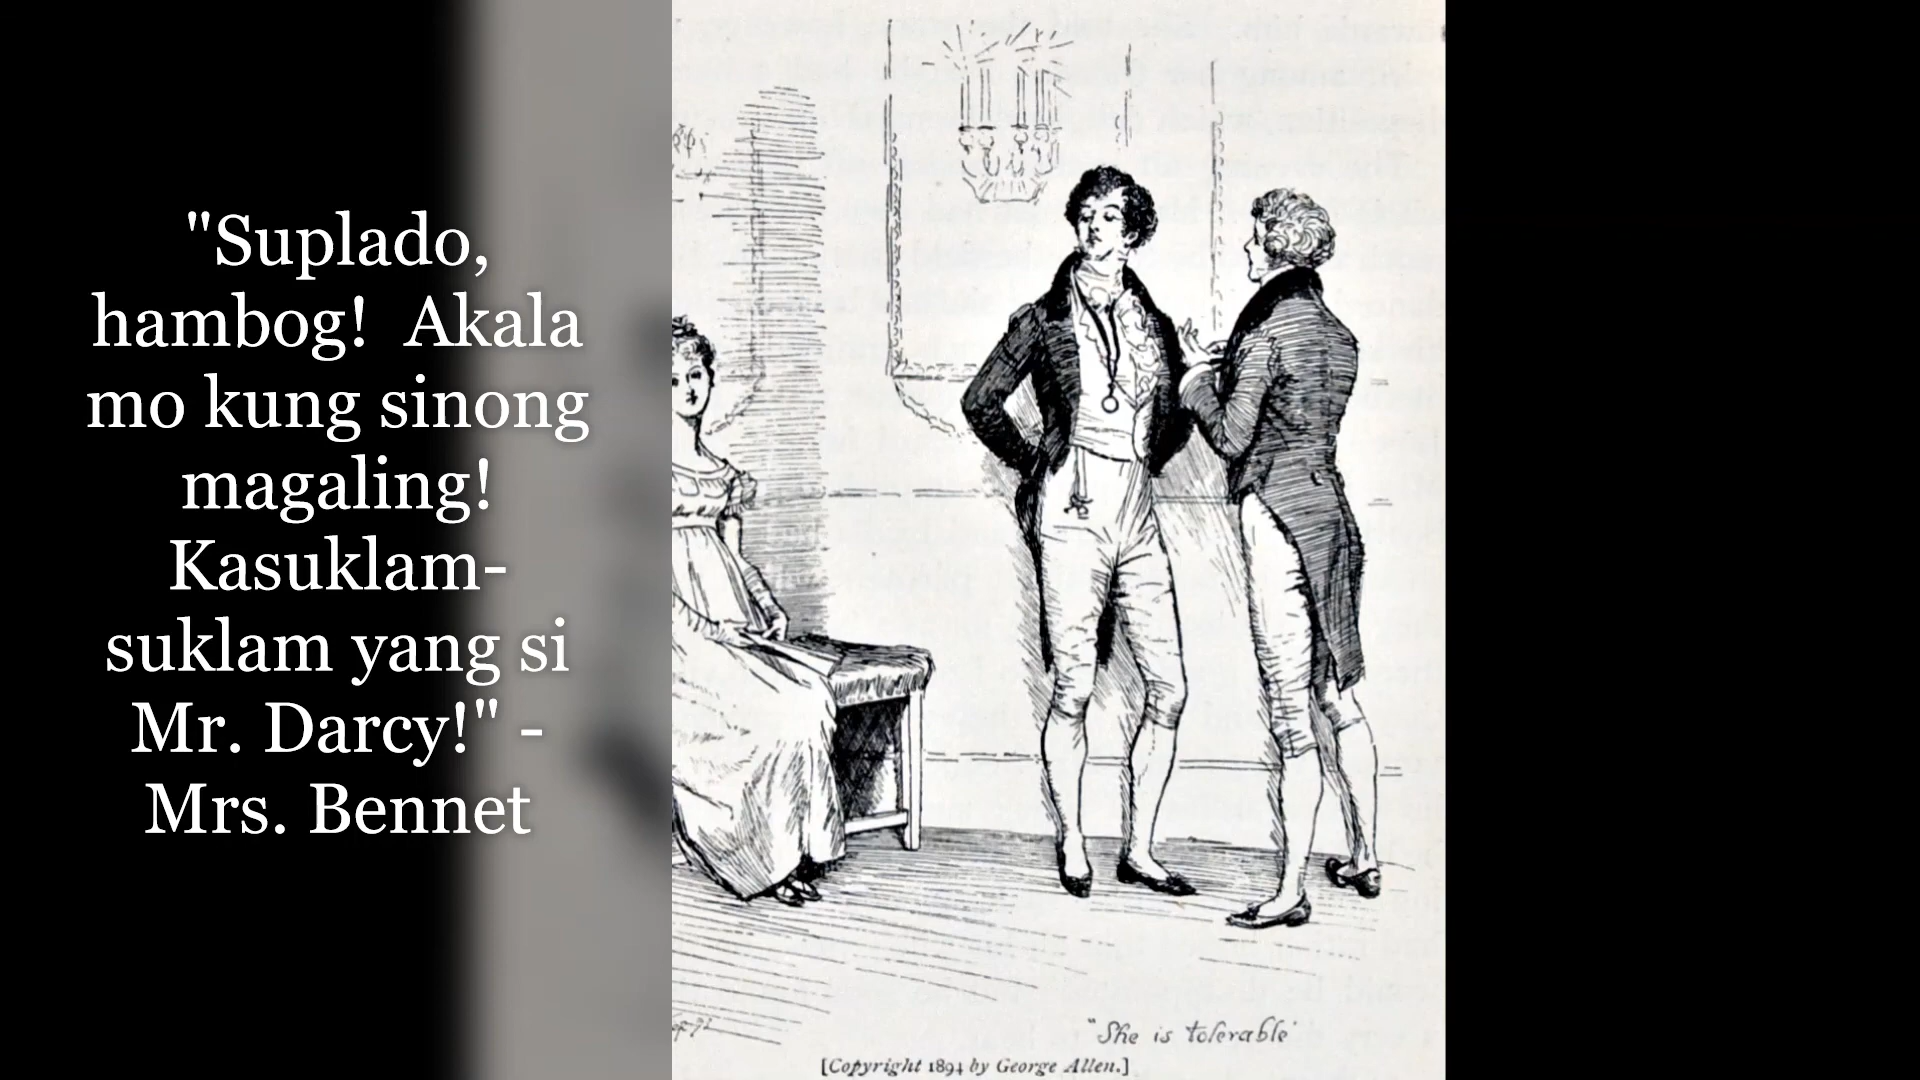 "Suplado,
hambog!  Akala
mo kung sinong
magaling!
Kasuklam-
suklam yang si
Mr. Darcy!" -
Mrs. Bennet
"She is tolerable"
[Copyright 1894 by George Allen.]